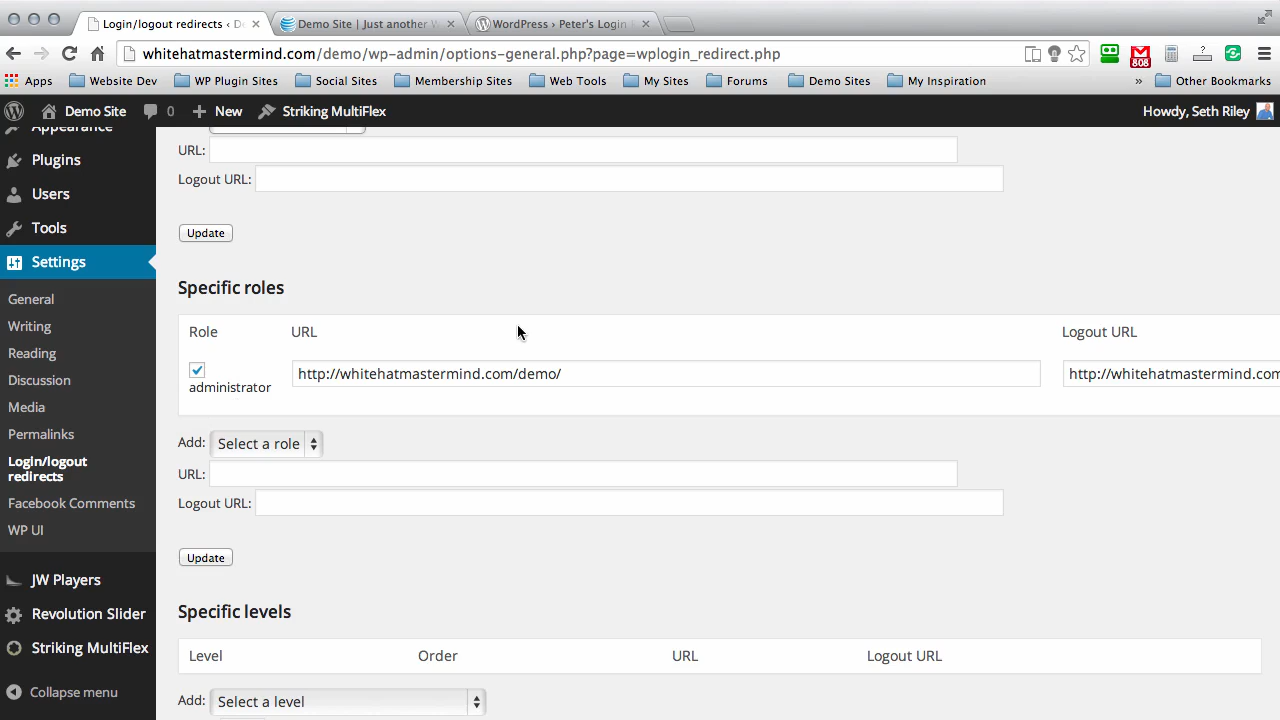 Login/logout redirects ‹ D
Demo Site | Just another W
WordPress › Peter's Login
whitehatmastermind.com/demo/wp-admin/options-general.php?page=wplogin_redirect.php
808
Apps
Website Dev
WP Plugin Sites
Social Sites
Membership Sites
Web Tools
My Sites
Forums
Demo Sites
My Inspiration
»
Other Bookmarks
Demo Site
0
New
Striking MultiFlex
Howdy, Seth Riley
Appearance
Plugins
Users
Tools
Settings
General
Writing
Reading
Discussion
Media
Permalinks
Login/logout
redirects
Facebook Comments
WP UI
JW Players
Revolution Slider
Striking MultiFlex
Collapse menu
URL:
Logout URL:
Update
Specific roles
Role URL Logout URL
administrator
http://whitehatmastermind.com/demo/
http://whitehatmastermind.com
Add: Select a role
URL:
Logout URL:
Update
Specific levels
Level Order URL Logout URL
Add: Select a level